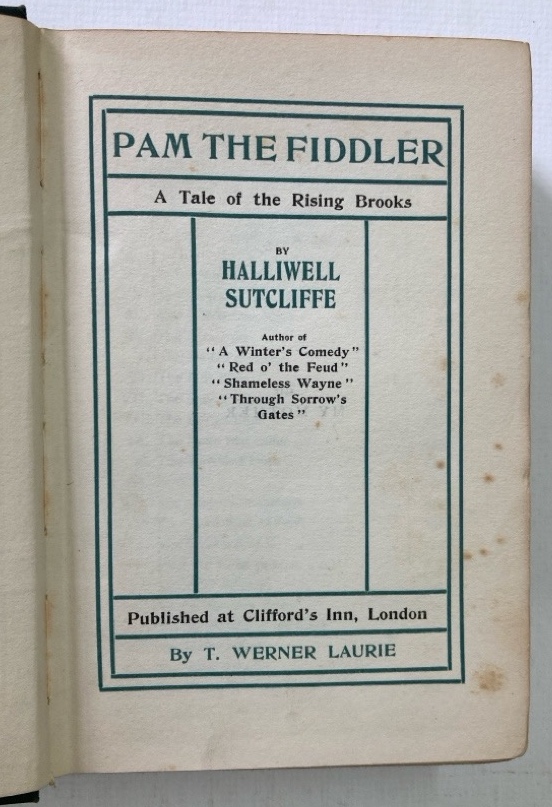 PAM THE FIDDLER
A Tale of the Rising Brooks
BY
HALLIWELL
SUTCLIFFE
Author of
"A Winter's Comedy"
"Red o' the Feud"
"Shameless Wayne"
"Through Sorrow's
Gates"
Published at Clifford's Inn, London
By T. WERNER LAURIE